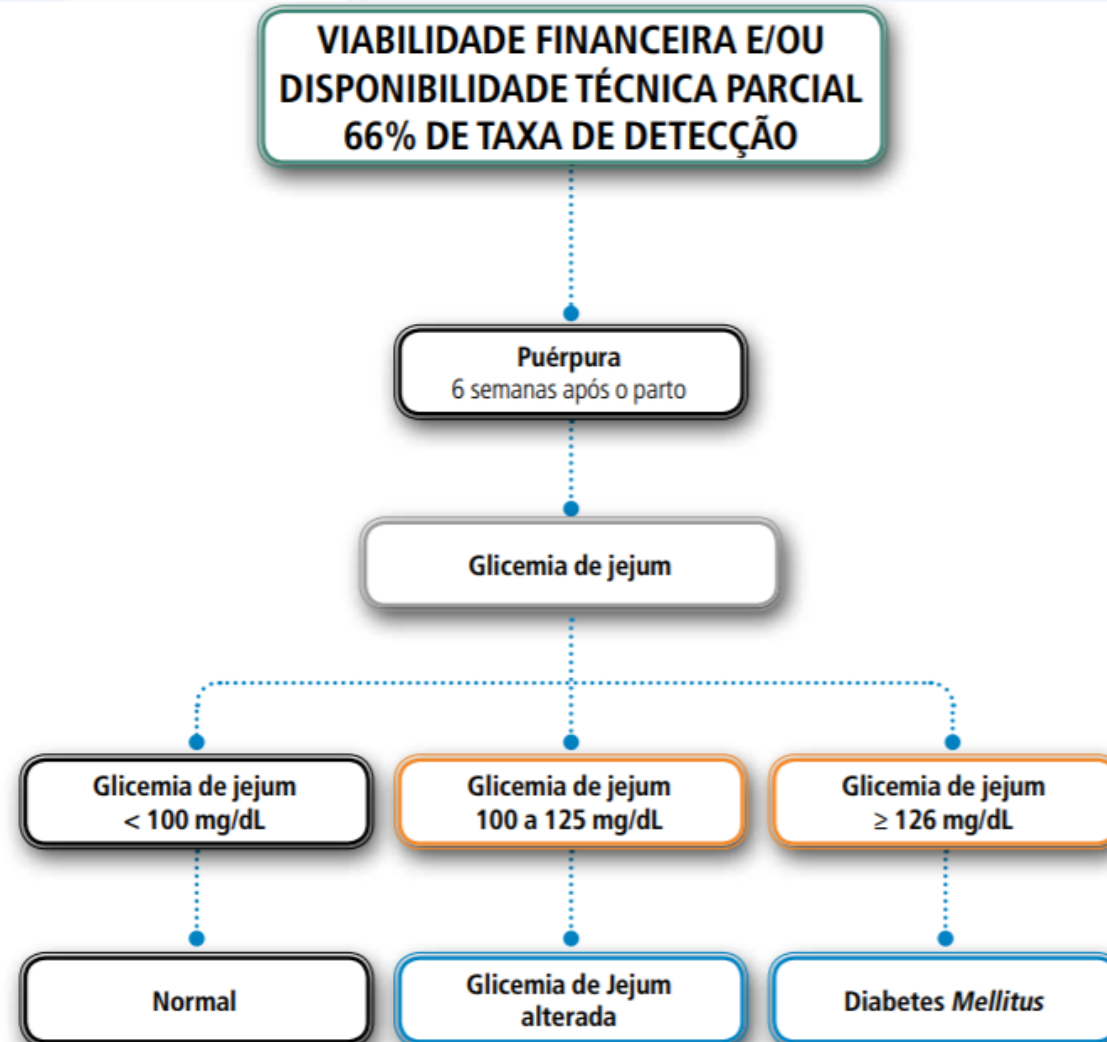 VIABILIDADE FINANCEIRA E/OU
DISPONIBILIDADE TÉCNICA PARCIAL
66% DE TAXA DE DETECÇÃO
Puérpura
6 semanas após o parto
Glicemia de jejum
Glicemia de jejum
< 100 mg/dL
Glicemia de jejum
100 a 125 mg/dL
Glicemia de jejum
≥ 126 mg/dL
Normal
Glicemia de Jejum
alterada
Diabetes Mellitus